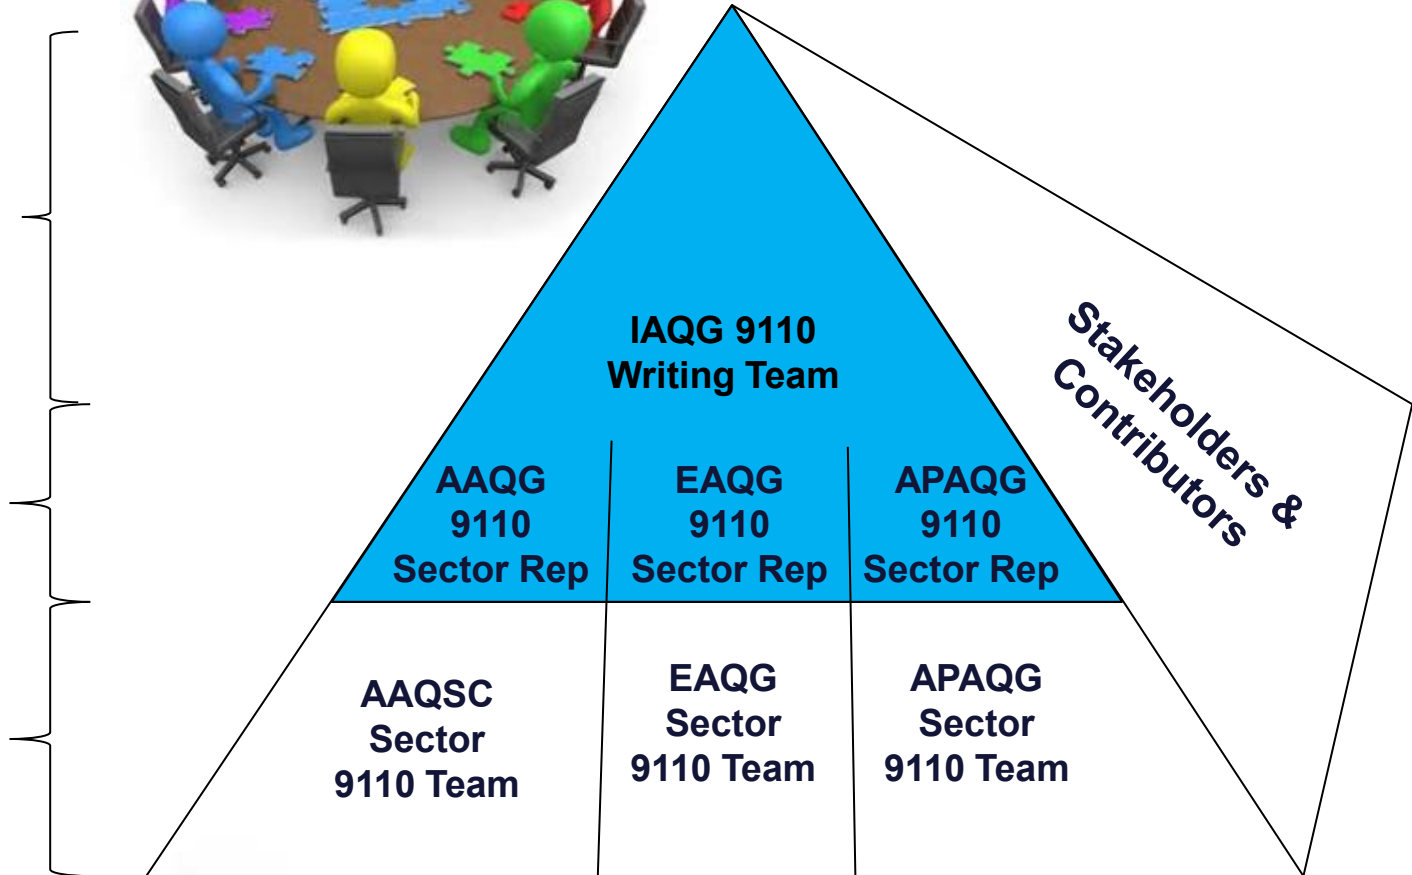 IAQG 9110
Writing Team
Stakeholders &
Contributors
AAQG
9110
Sector Rep
EAQG
9110
Sector Rep
APAQG
9110
Sector Rep
AAQSC
Sector
9110 Team
EAQG
Sector
9110 Team
APAQG
Sector
9110 Team